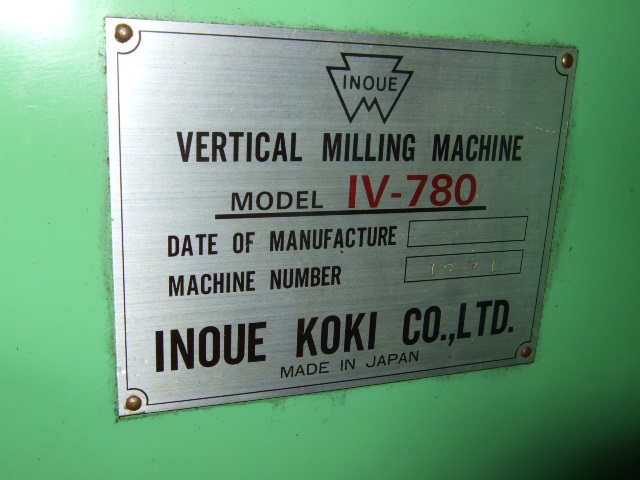 INOUE
VERTICAL MILLING MACHINE
MODEL IV-780
DATE OF MANUFACTURE
MACHINE NUMBER
INOUE KOKI CO.,LTD.
MADE IN JAPAN